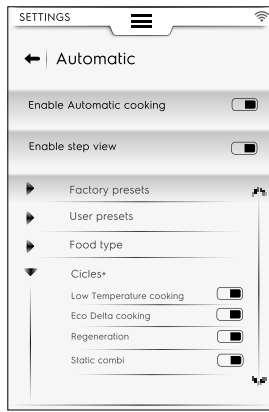 SETTINGS
Automatic
Enable Automatic cooking
Enable step view
Factory presets
User presets
Food type
Cicles+
Low Temperature cooking
Eco Delta cooking
Regeneration
Static combi